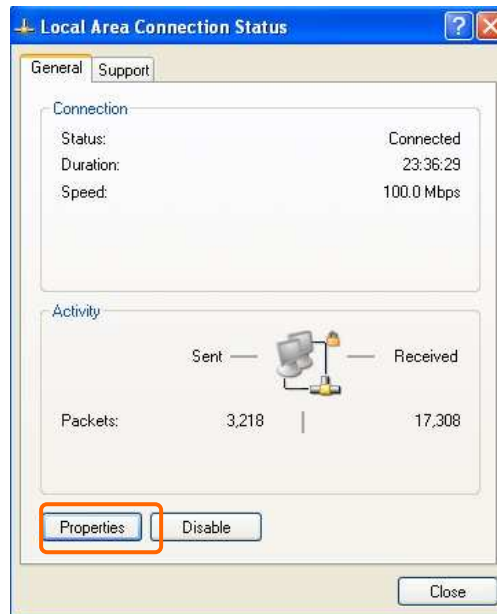 Local Area Connection Status
General Support
Connection
Status: Connected
Duration: 23:36:29
Speed: 100.0 Mbps
Activity
Sent Received
Packets: 3,218 17,308
Properties Disable
Close